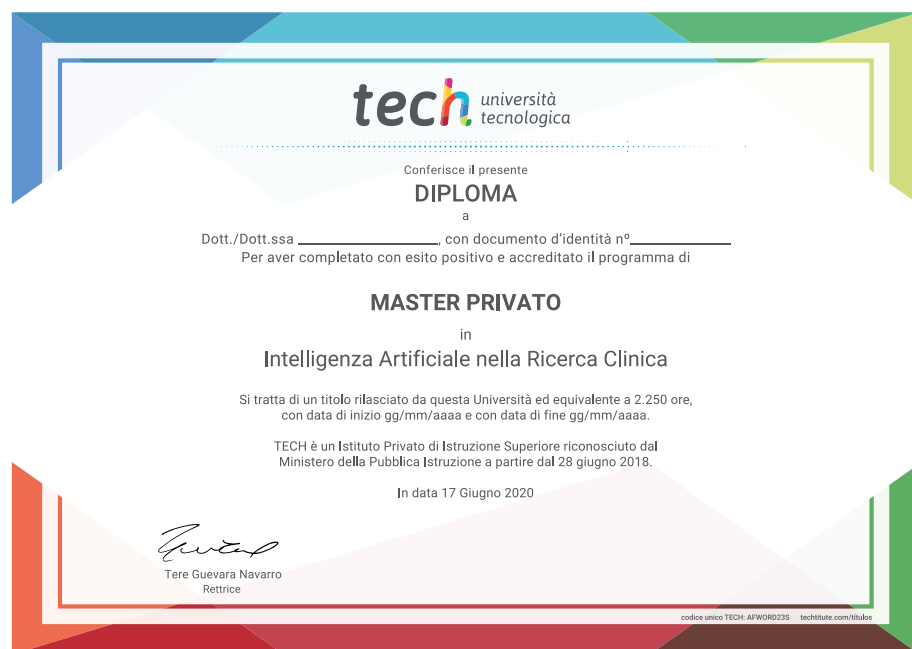 tech università
tecnologica
Conferisce il presente
DIPLOMA
a
Dott./Dott.ssa ____________________, con documento d'identità nº______________
Per aver completato con esito positivo e accreditato il programma di
MASTER PRIVATO
in
Intelligenza Artificiale nella Ricerca Clinica
Si tratta di un titolo rilasciato da questa Università ed equivalente a 2.250 ore,
con data di inizio gg/mm/aaaa e con data di fine gg/mm/aaaa.
TECH è un Istituto Privato di Istruzione Superiore riconosciuto dal
Ministero della Pubblica Istruzione a partire dal 28 giugno 2018.
In data 17 Giugno 2020
Tere Guevara Navarro
Rettrice
codice unico TECH: AFWORD23S techtitute.com/títulos